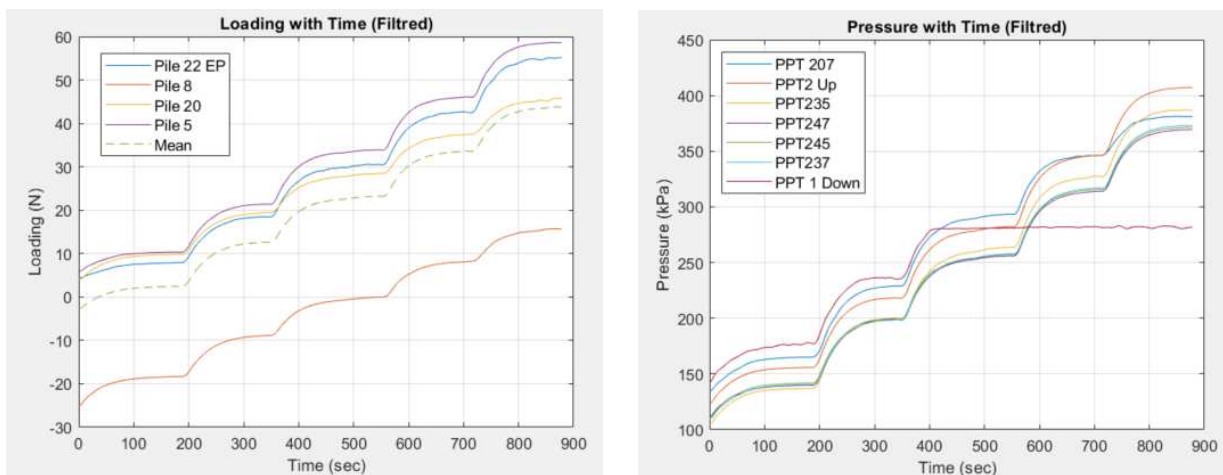 Loading with Time (Filtred)
60
50
40
30
20
10
0
-10
-20
-30
Loading (N)
Pile 22 EP
Pile 8
Pile 20
Pile 5
Mean
0 100 200 300 400 500 600 700 800 900
Time (sec)
Pressure with Time (Filtred)
450
400
350
300
250
200
150
100
Pressure (kPa)
PPT 207
PPT2 Up
PPT235
PPT247
PPT245
PPT237
PPT 1 Down
0 100 200 300 400 500 600 700 800 900
Time (sec)